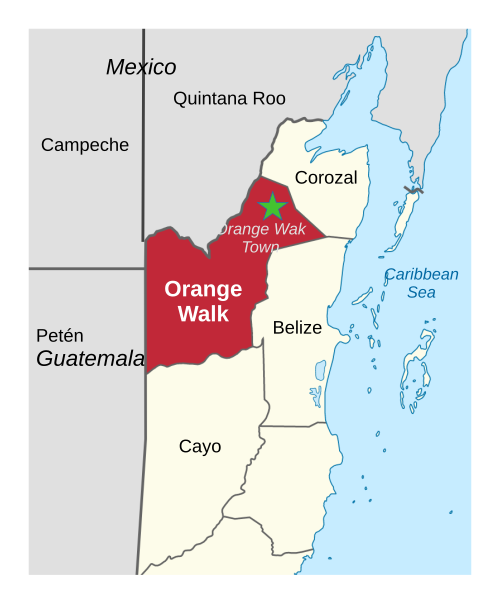 Mexico
Quintana Roo
Campeche
Corozal
Orange Wak
Town
Caribbean
Sea
Orange
Walk
Belize
Petén
Guatemala
Cayo